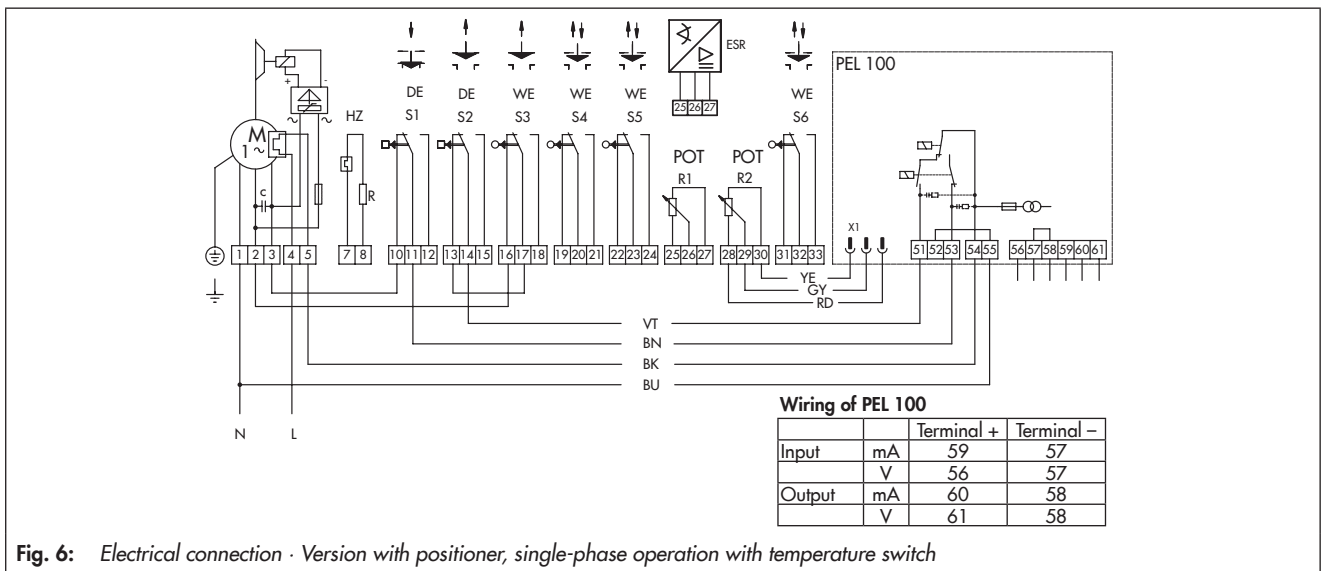 ESR
PEL 100
25 26 27
DE DE WE WE WE WE
HZ S1 S2 S3 S4 S5 S6
+ -
~ ~
M
1 ~
POT POT
R1 R2
R
c
X1
1 2 3 4 5 7 8 10 11 12 13 14 15 16 17 18 19 20 21 22 23 24 25 26 27 28 29 30 31 32 33 51 52 53 54 55 56 57 58 59 60 61
YE
GY
RD
VT
BN
BK
BU
N L
Wiring of PEL 100
Terminal + Terminal –
Input mA 59 57
V 56 57
Output mA 60 58
V 61 58
Fig. 6: Electrical connection · Version with positioner, single-phase operation with temperature switch